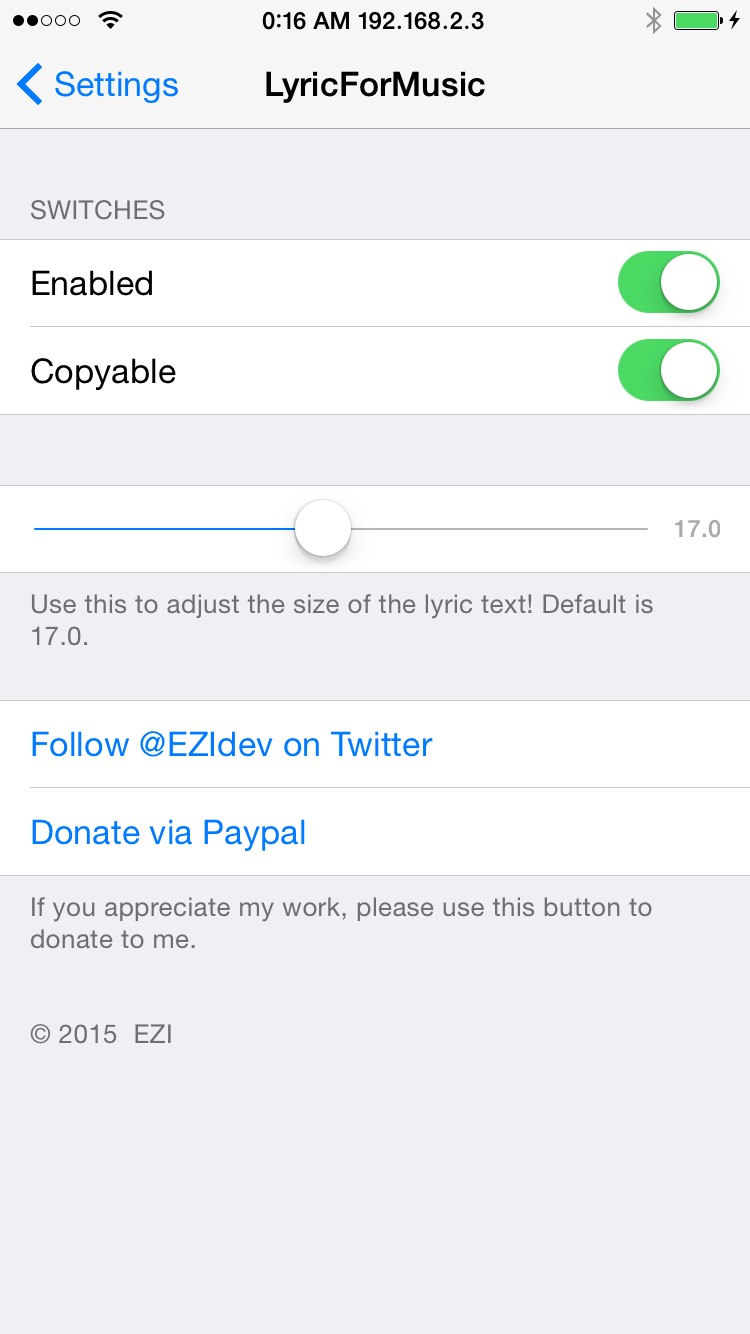 0:16 AM 192.168.2.3
Settings LyricForMusic
SWITCHES
Enabled
Copyable
17.0
Use this to adjust the size of the lyric text! Default is
17.0.
Follow @EZIdev on Twitter
Donate via Paypal
If you appreciate my work, please use this button to
donate to me.
© 2015  EZI